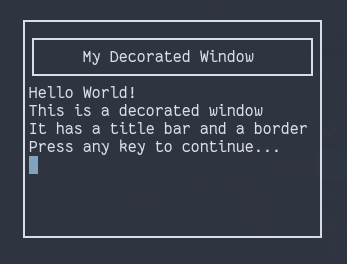 My Decorated Window
Hello World!
This is a decorated window
It has a title bar and a border
Press any key to continue...